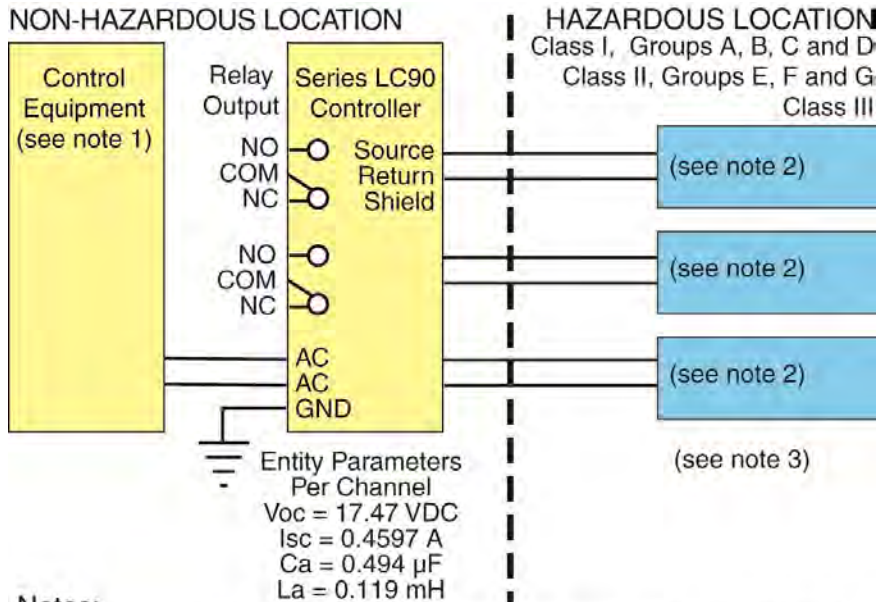 NON-HAZARDOUS LOCATION
HAZARDOUS LOCATION
Class I, Groups A, B, C and D
Class II, Groups E, F and G
Class III
Control
Equipment
(see note 1)
Relay
Output
Series LC90
Controller
NO
COM
NC
Source
Return
Shield
NO
COM
NC
AC
AC
GND
(see note 2)
(see note 2)
(see note 2)
(see note 3)
Entity Parameters
Per Channel
Voc = 17.47 VDC
Isc = 0.4597 A
Ca = 0.494 µF
La = 0.119 mH
Notes: